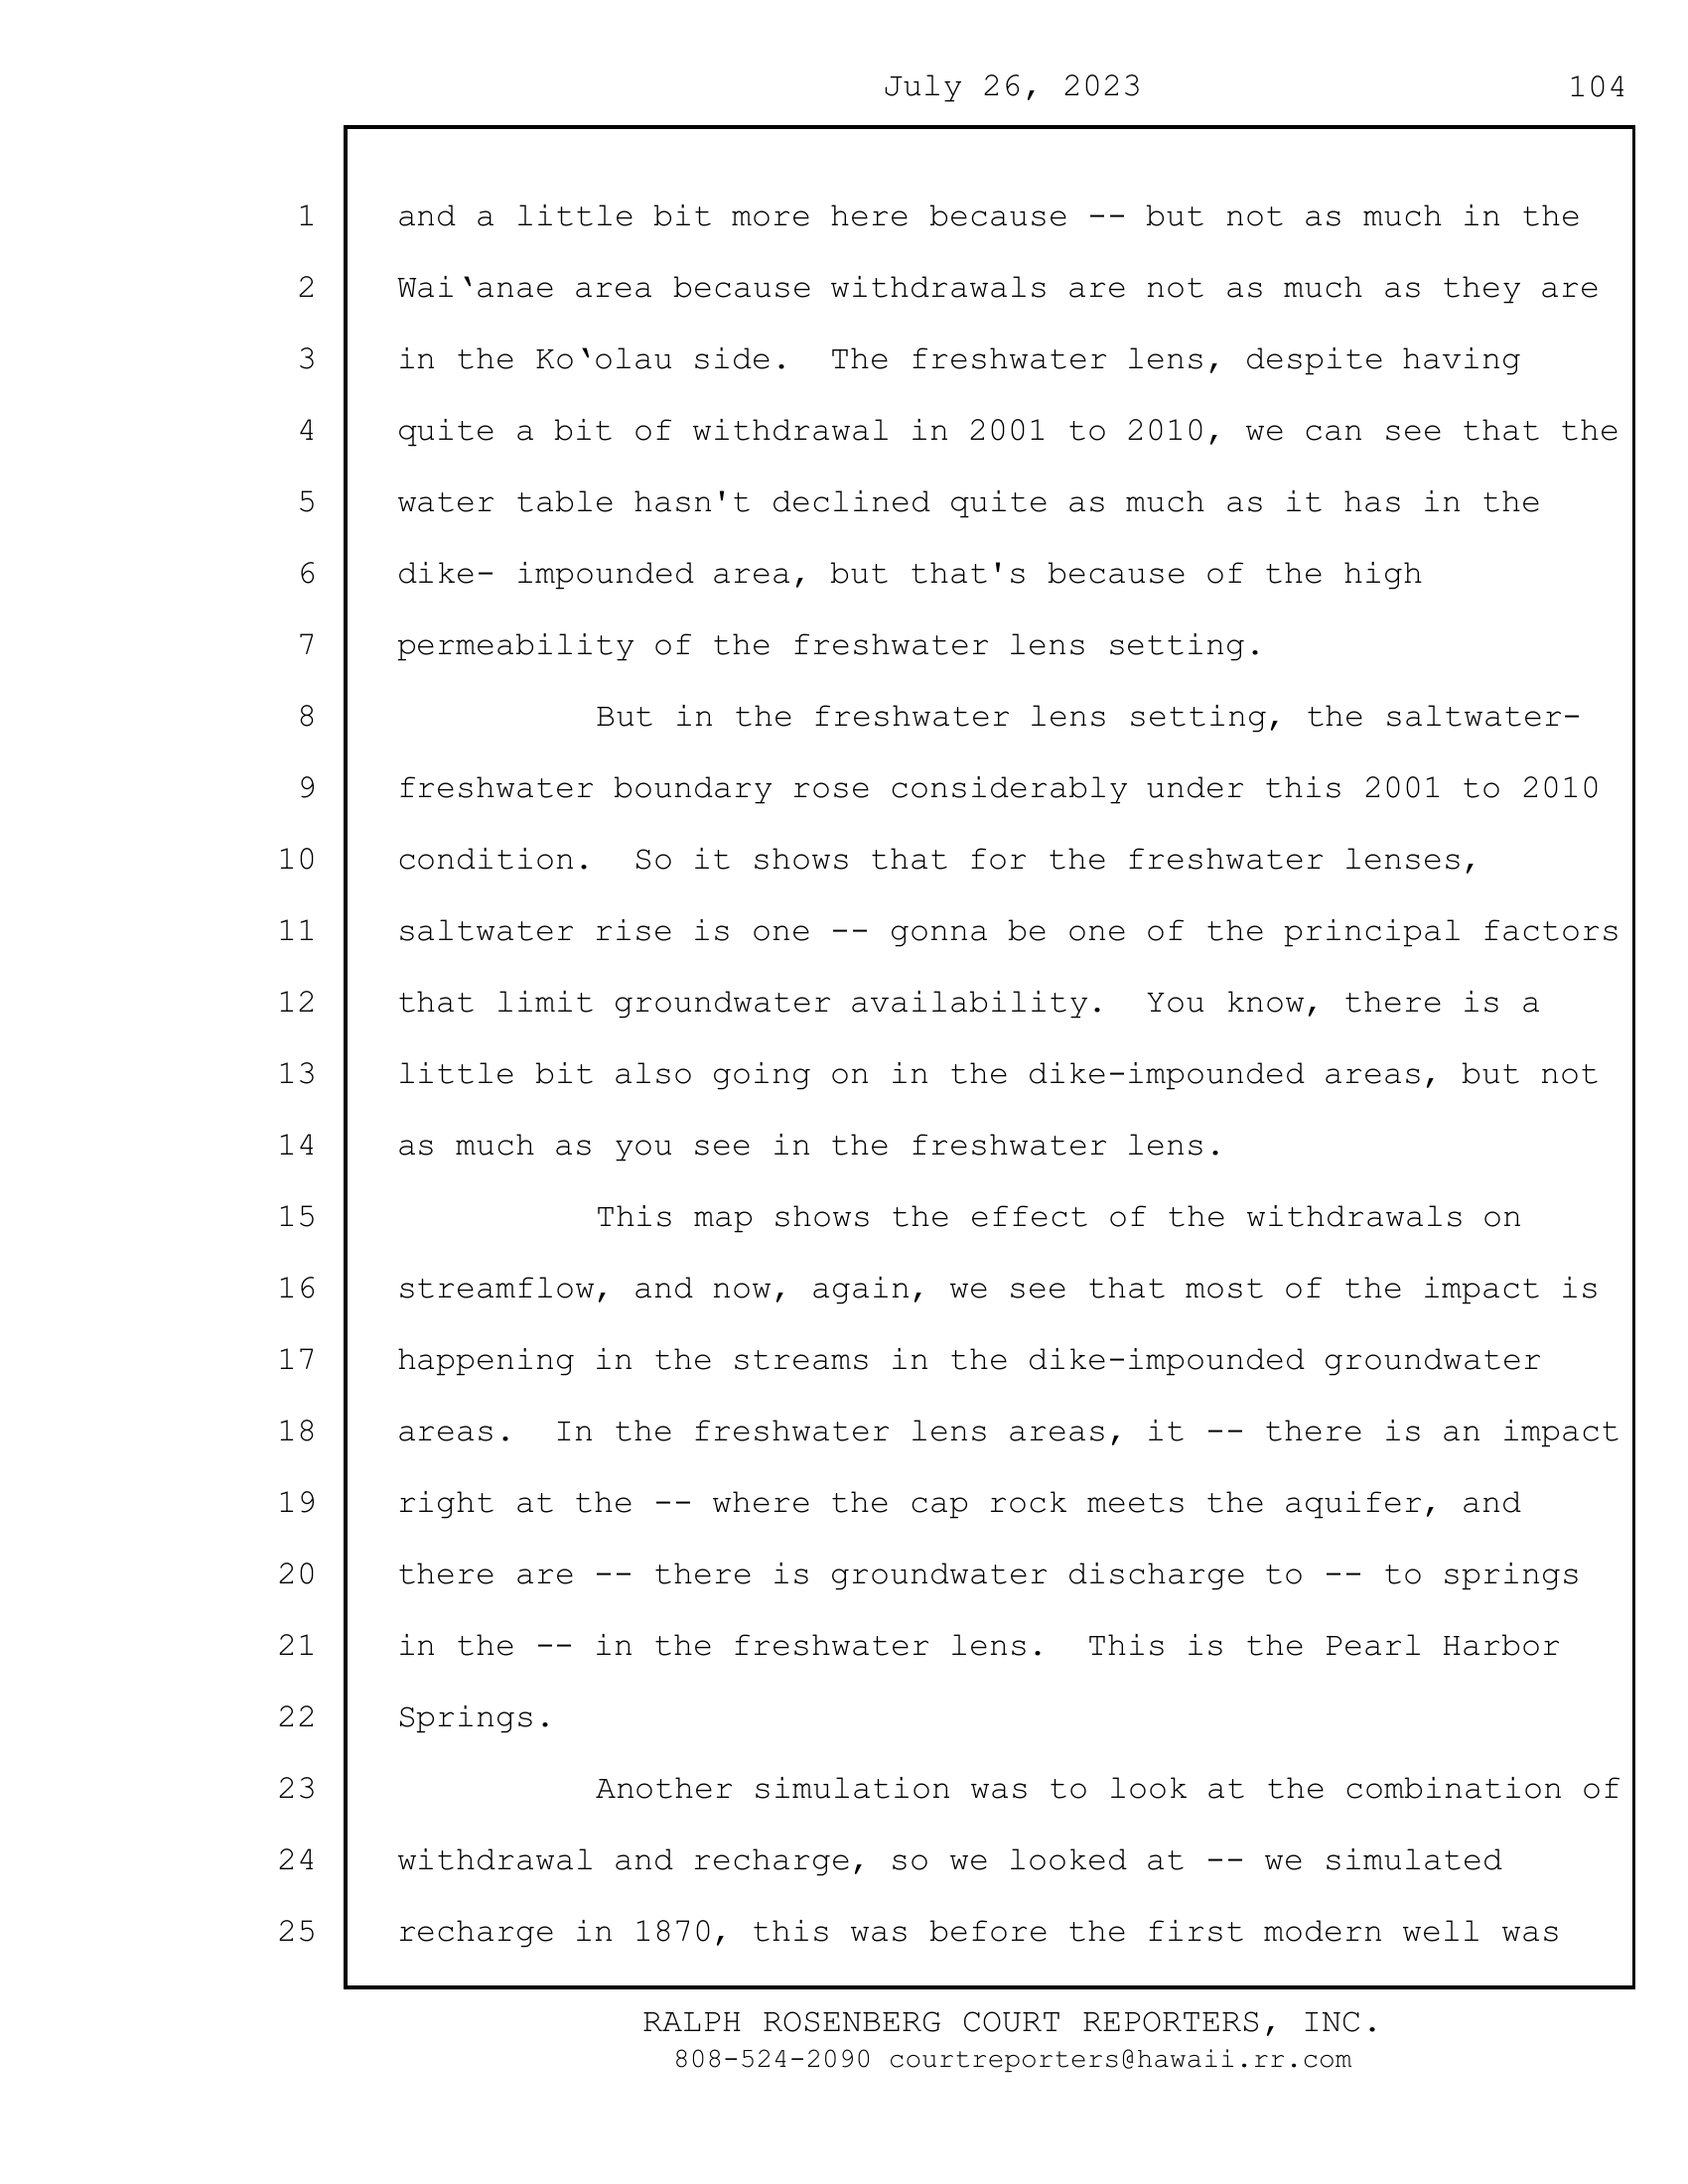 July 26, 2023 104
1 and a little bit more here because -- but not as much in the
2 Wai‘anae area because withdrawals are not as much as they are
3 in the Ko‘olau side.  The freshwater lens, despite having
4 quite a bit of withdrawal in 2001 to 2010, we can see that the
5 water table hasn't declined quite as much as it has in the
6 dike- impounded area, but that's because of the high
7 permeability of the freshwater lens setting.
8 But in the freshwater lens setting, the saltwater-
9 freshwater boundary rose considerably under this 2001 to 2010
10 condition.  So it shows that for the freshwater lenses,
11 saltwater rise is one -- gonna be one of the principal factors
12 that limit groundwater availability.  You know, there is a
13 little bit also going on in the dike-impounded areas, but not
14 as much as you see in the freshwater lens.
15 This map shows the effect of the withdrawals on
16 streamflow, and now, again, we see that most of the impact is
17 happening in the streams in the dike-impounded groundwater
18 areas.  In the freshwater lens areas, it -- there is an impact
19 right at the -- where the cap rock meets the aquifer, and
20 there are -- there is groundwater discharge to -- to springs
21 in the -- in the freshwater lens.  This is the Pearl Harbor
22 Springs.
23 Another simulation was to look at the combination of
24 withdrawal and recharge, so we looked at -- we simulated
25 recharge in 1870, this was before the first modern well was
RALPH ROSENBERG COURT REPORTERS, INC.
808-524-2090 courtreporters@hawaii.rr.com